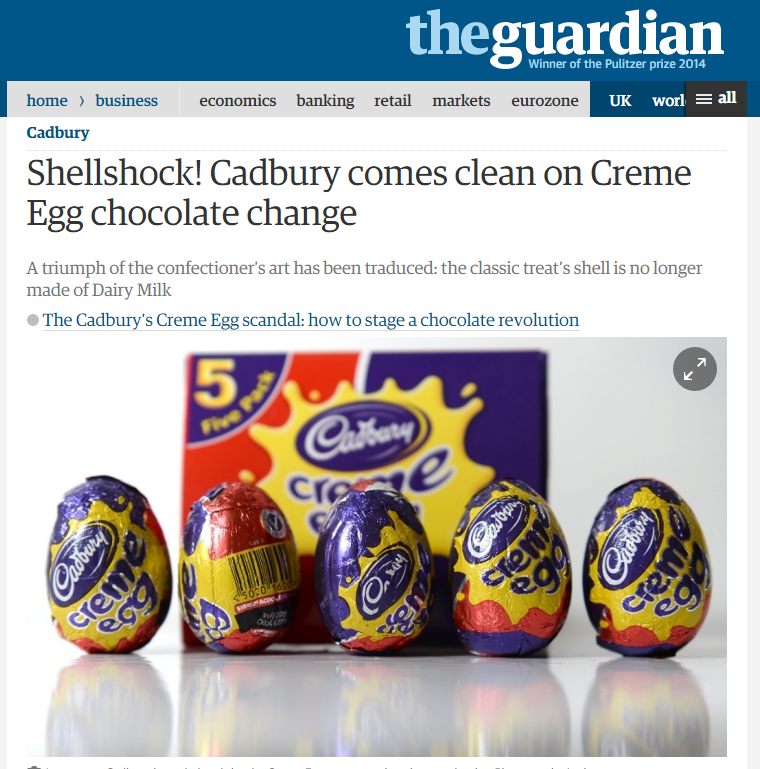 theguardian
Winner of the Pulitzer prize 2014
home › business economics banking retail markets eurozone UK worl all
Cadbury
Shellshock! Cadbury comes clean on Creme
Egg chocolate change
A triumph of the confectioner's art has been traduced: the classic treat's shell is no longer
made of Dairy Milk
The Cadbury's Creme Egg scandal: how to stage a chocolate revolution
5
Five Pack
Cadbury
creme
Cadbury
creme
egg
Cadbury
creme
egg
Cadbury
creme
egg